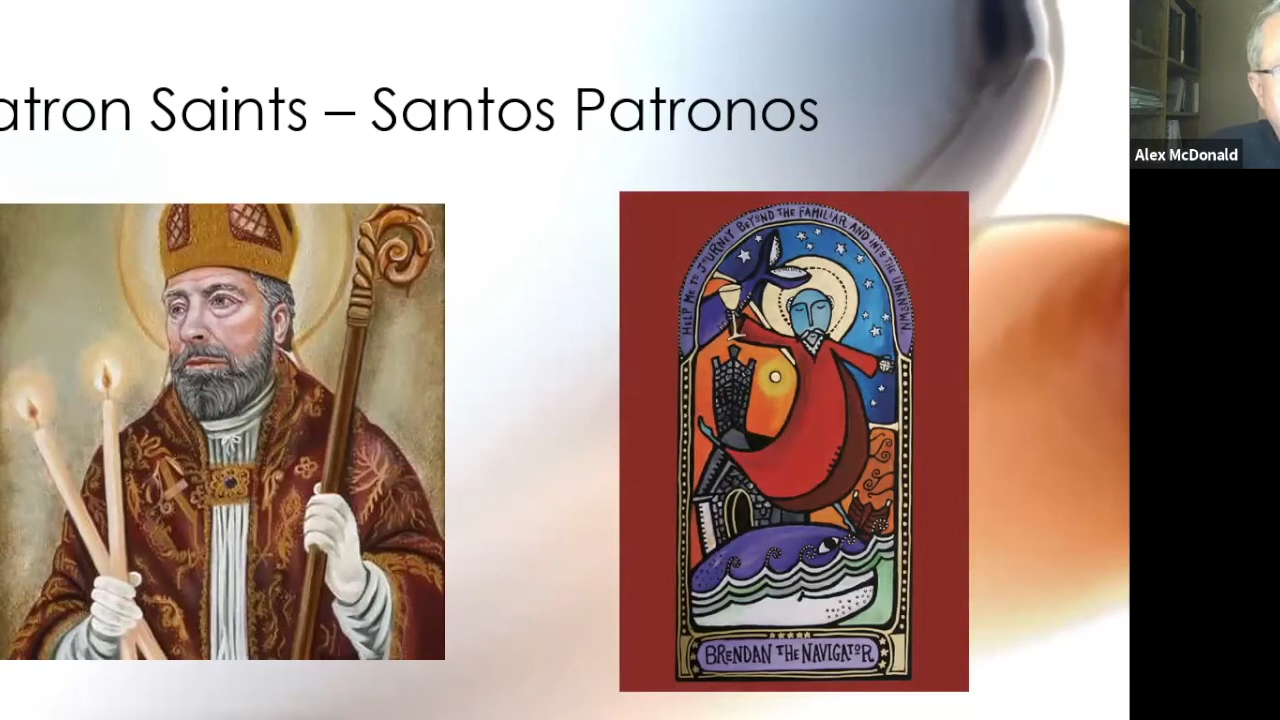 atron Saints – Santos Patronos
Alex McDonald
HELP ME TO JOURNEY BEYOND THE FAMILIAR AND INTO THE UNKNOWN
BRENDAN THE NAVIGATOR